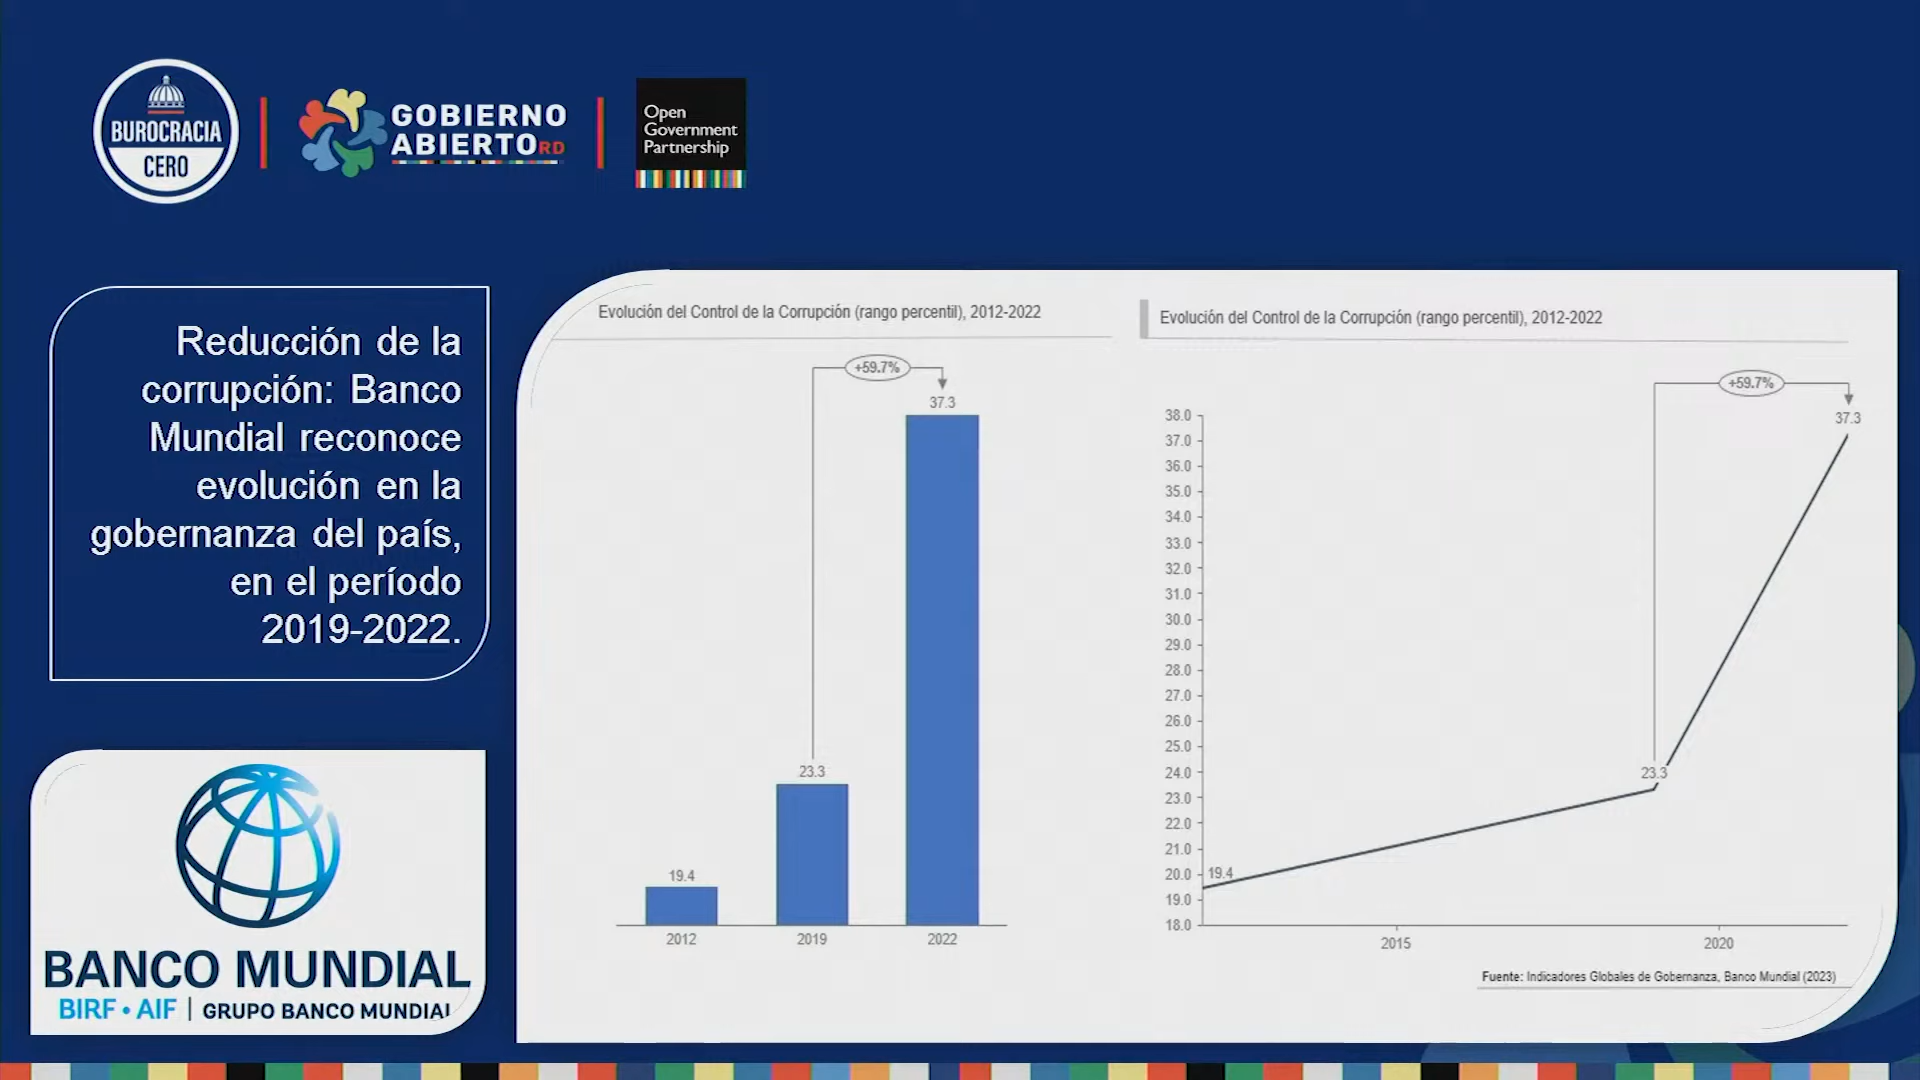 BUROCRACIA
CERO
GOBIERNO
ABIERTORD
Open
Government
Partnership
Reducción de la
corrupción: Banco
Mundial reconoce
evolución en la
gobernanza del país,
en el período
2019-2022.
BANCO MUNDIAL
BIRF • AIF | GRUPO BANCO MUNDIAL
Evolución del Control de la Corrupción (rango percentil), 2012-2022
+59.7%
37.3
23.3
19.4
2012 2019 2022
Evolución del Control de la Corrupción (rango percentil), 2012-2022
+59.7%
37.3
38.0
37.0
36.0
35.0
34.0
33.0
32.0
31.0
30.0
29.0
28.0
27.0
26.0
25.0
24.0
23.3
23.0
22.0
21.0
20.0
19.4
19.0
18.0
2015 2020
Fuente: Indicadores Globales de Gobernanza, Banco Mundial (2023)